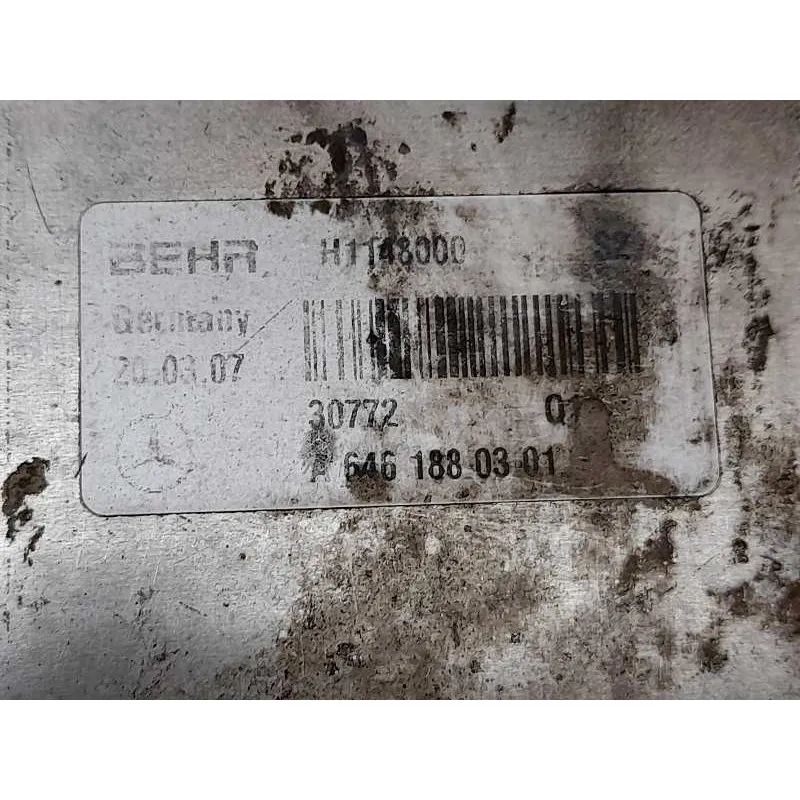 BEHR H1148000
Germany
20.03.07
30772
A 646 188 03 01